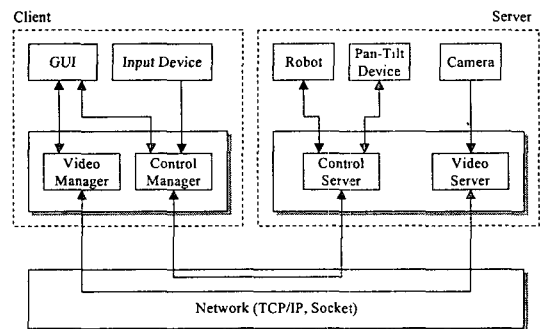 Client
Server
GUI
Input Device
Robot
Pan-Tilt
Device
Camera
Video
Manager
Control
Manager
Control
Server
Video
Server
Network (TCP/IP, Socket)